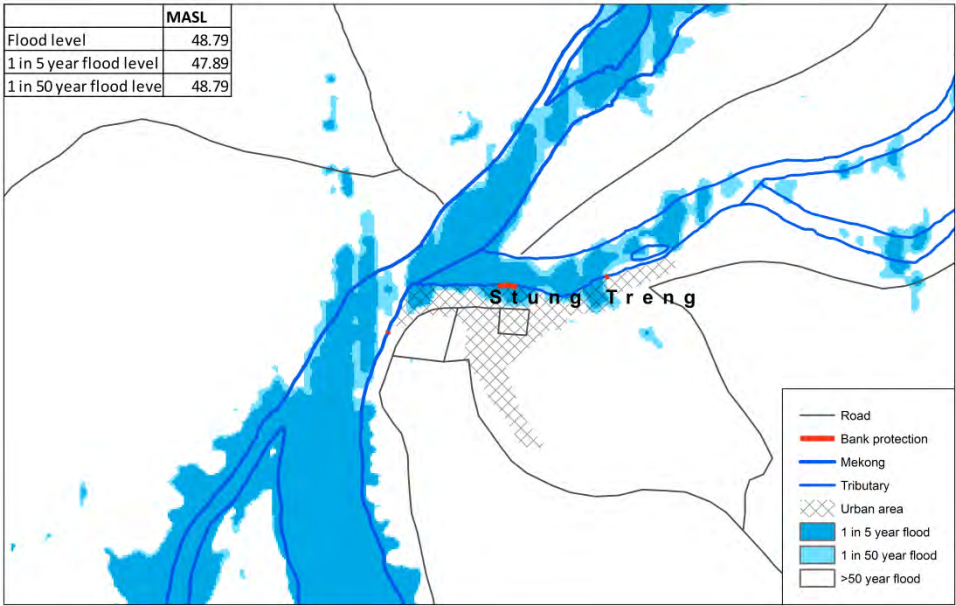 MASL
Flood level 48.79
1 in 5 year flood level 47.89
1 in 50 year flood leve 48.79
Stung Treng
Road
Bank protection
Mekong
Tributary
Urban area
1 in 5 year flood
1 in 50 year flood
>50 year flood